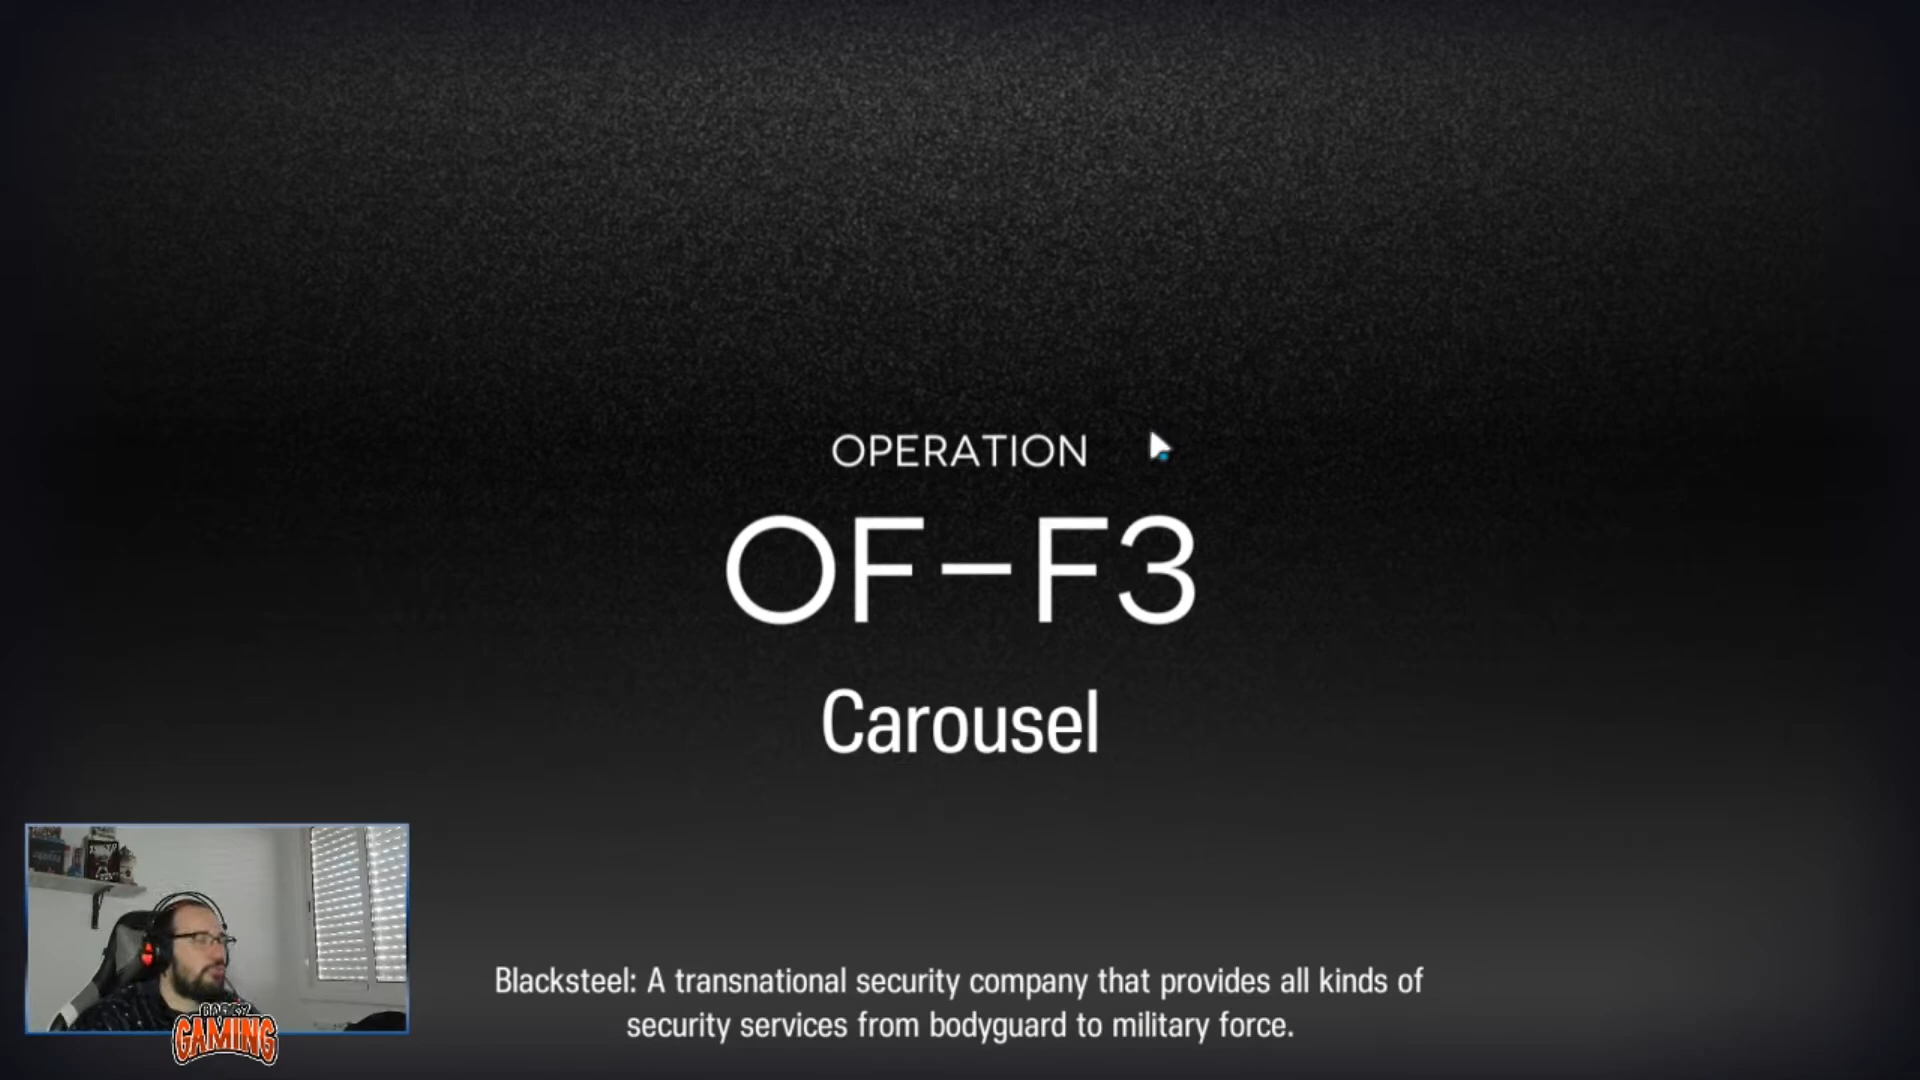 OPERATION
OF-F3
Carousel
Blacksteel: A transnational security company that provides all kinds of
security services from bodyguard to military force.
GAMING